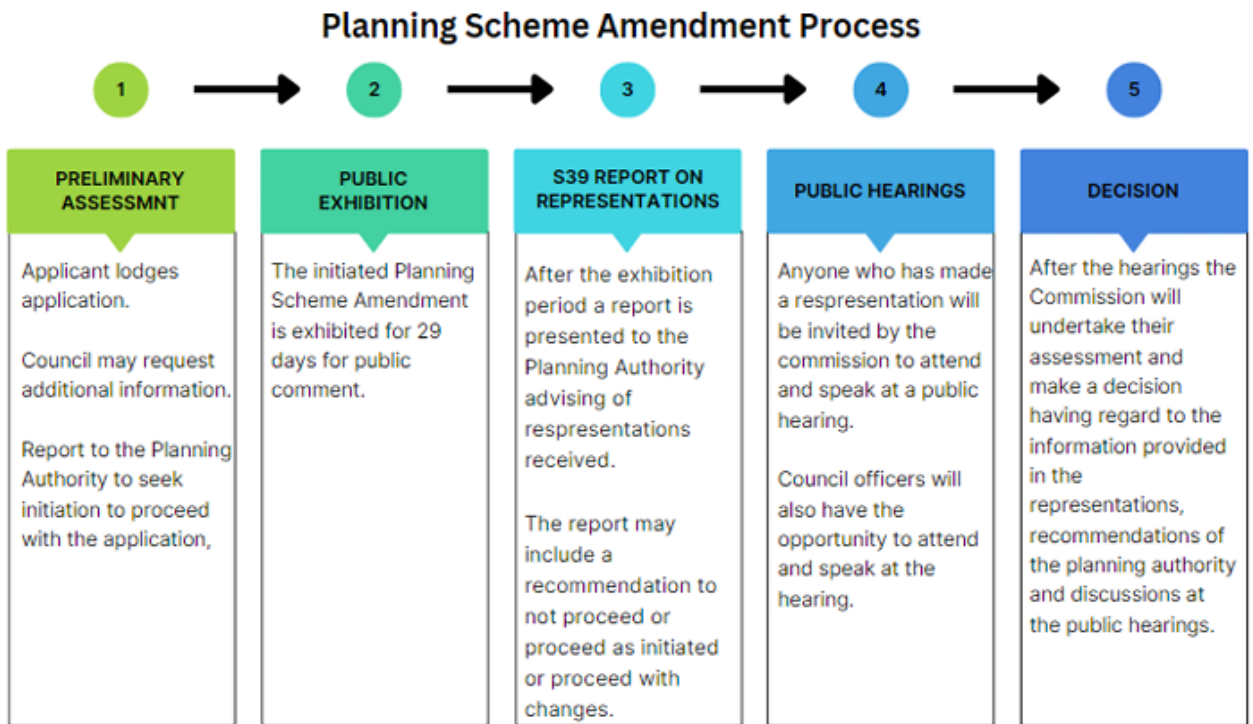 Planning Scheme Amendment Process
1
2
3
4
5
PRELIMINARY
ASSESSMNT
Applicant lodges
application.
Council may request
additional information.
Report to the Planning
Authority to seek
initiation to proceed
with the application,
PUBLIC
EXHIBITION
The initiated Planning
Scheme Amendment
is exhibited for 29
days for public
comment.
S39 REPORT ON
REPRESENTATIONS
After the exhibition
period a report is
presented to the
Planning Authority
advising of
respresentations
received.
The report may
include a
recommendation to
not proceed or
proceed as initiated
or proceed with
changes.
PUBLIC HEARINGS
Anyone who has made
a respresentation will
be invited by the
commission to attend
and speak at a public
hearing.
Council officers will
also have the
opportunity to attend
and speak at the
hearing.
DECISION
After the hearings the
Commission will
undertake their
assessment and
make a decision
having regard to the
information provided
in the
representations,
recommendations of
the planning authority
and discussions at
the public hearings.